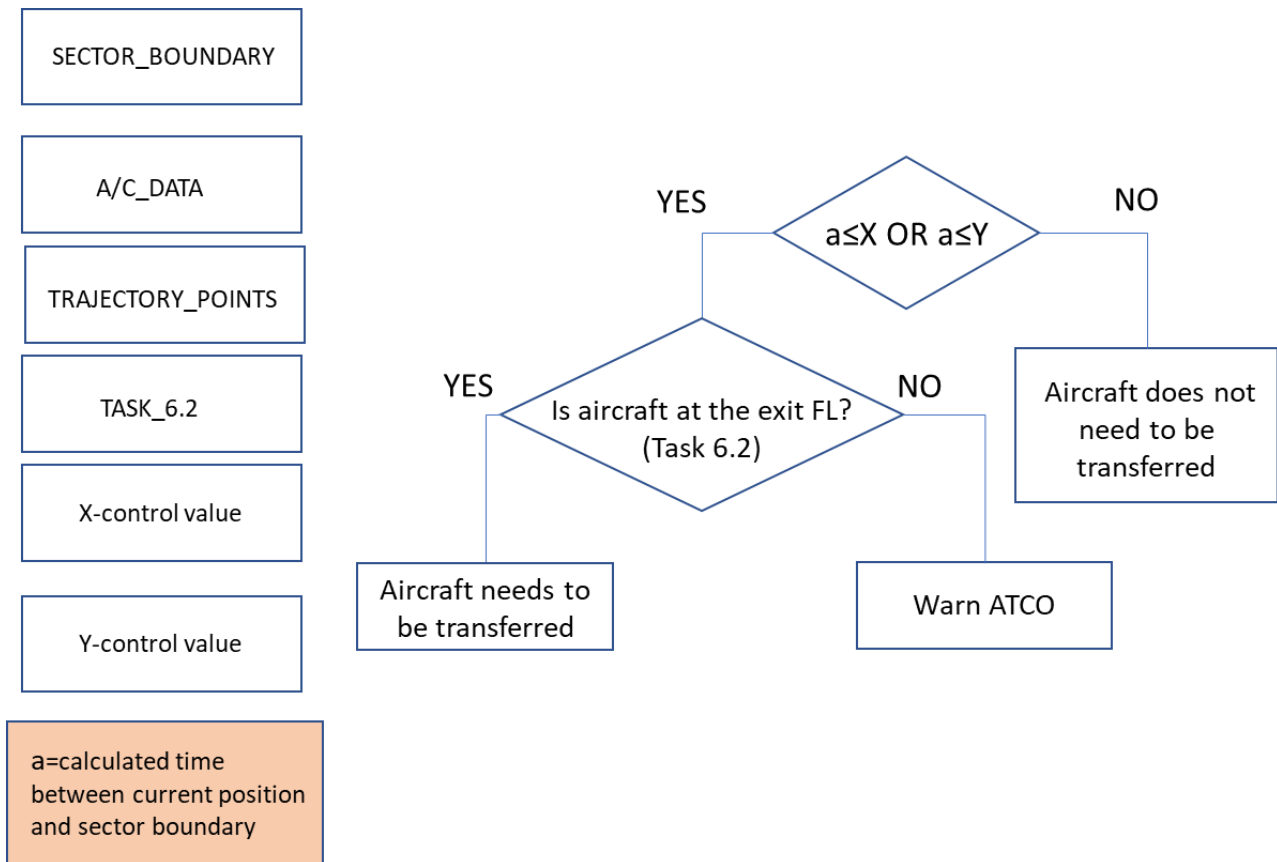 SECTOR_BOUNDARY
A/C_DATA
TRAJECTORY_POINTS
TASK_6.2
X-control value
Y-control value
a=calculated time
between current position
and sector boundary
a≤X OR a≤Y
YES
NO
Is aircraft at the exit FL?
(Task 6.2)
YES
NO
Aircraft does not
need to be
transferred
Aircraft needs to
be transferred
Warn ATCO